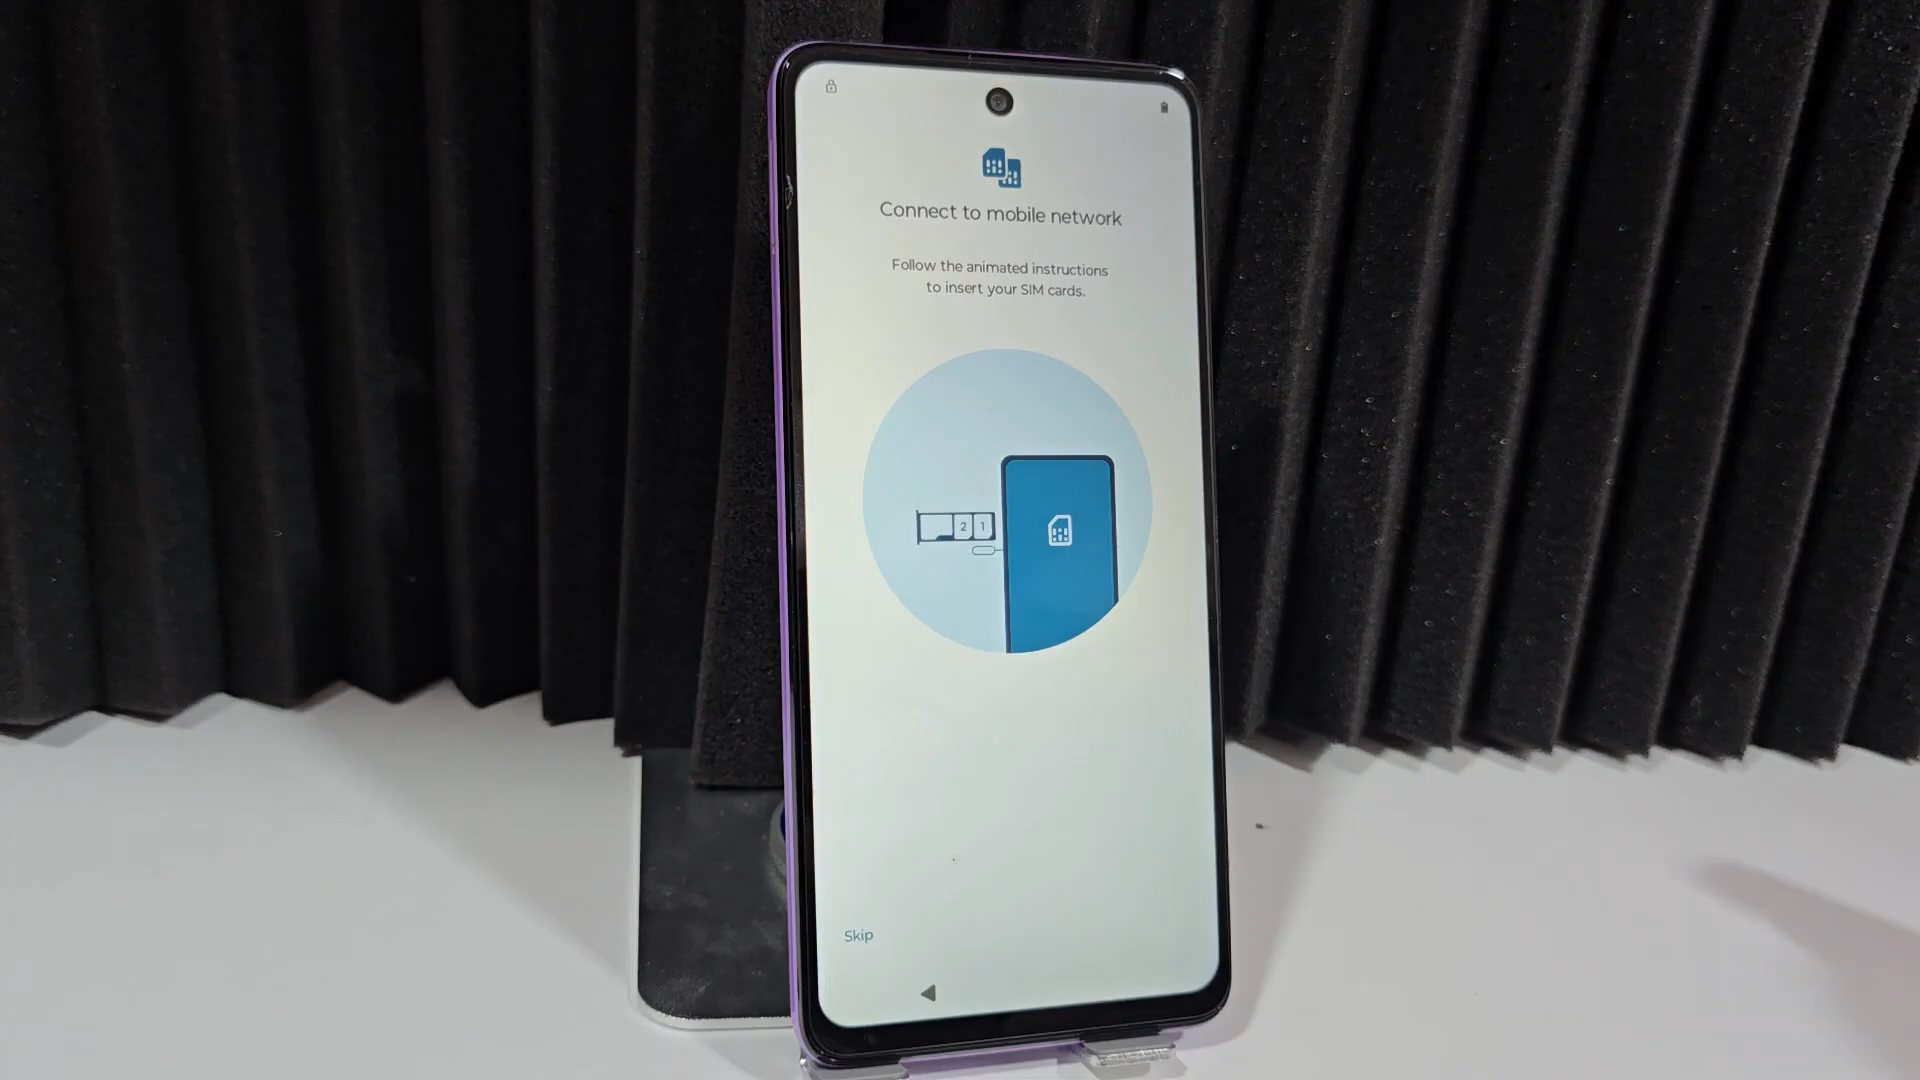 Connect to mobile network
Follow the animated instructions
to insert your SIM cards.
2 1
Skip